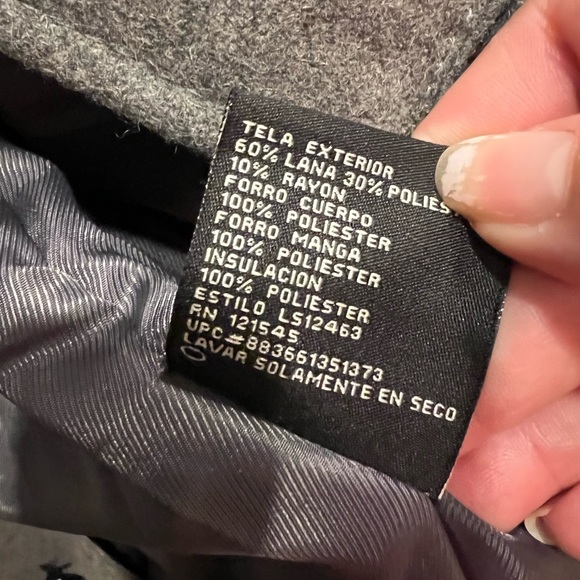 TELA EXTERIOR
60% LANA 30% POLIES
10% RAYON
FORRO CUERPO
100% POLIESTER
FORRO MANGA
100% POLIESTER
INSULACION
100% POLIESTER
ESTILO LS12463
RN 121545
UPC#883661351373
LAVAR SOLAMENTE EN SECO